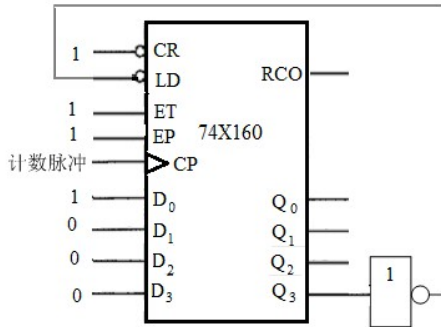 1 CR
LD
RCO
1 ET
1 EP
74X160
计数脉冲 CP
1 D0 Q0
0 D1 Q1
0 D2 Q2
0 D3 Q3
1